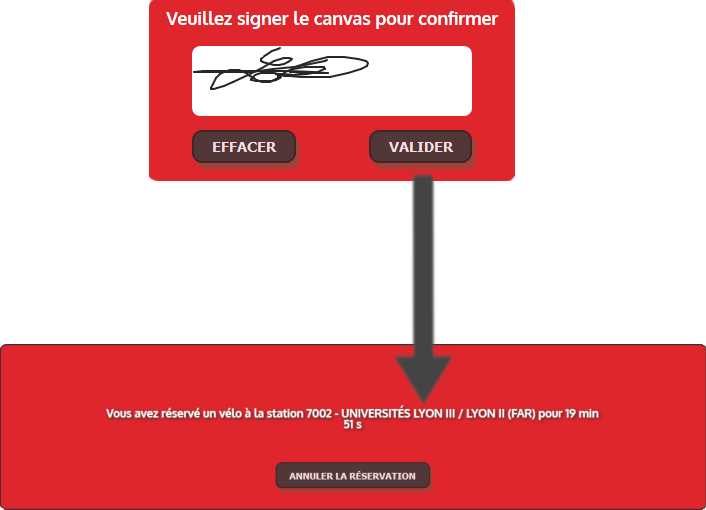 Veuillez signer le canvas pour confirmer
EFFACER
VALIDER
Vous avez réservé un vélo à la station 7002 - UNIVERSITÉS LYON III / LYON II (FAR) pour 19 min
51 s
ANNULER LA RÉSERVATION